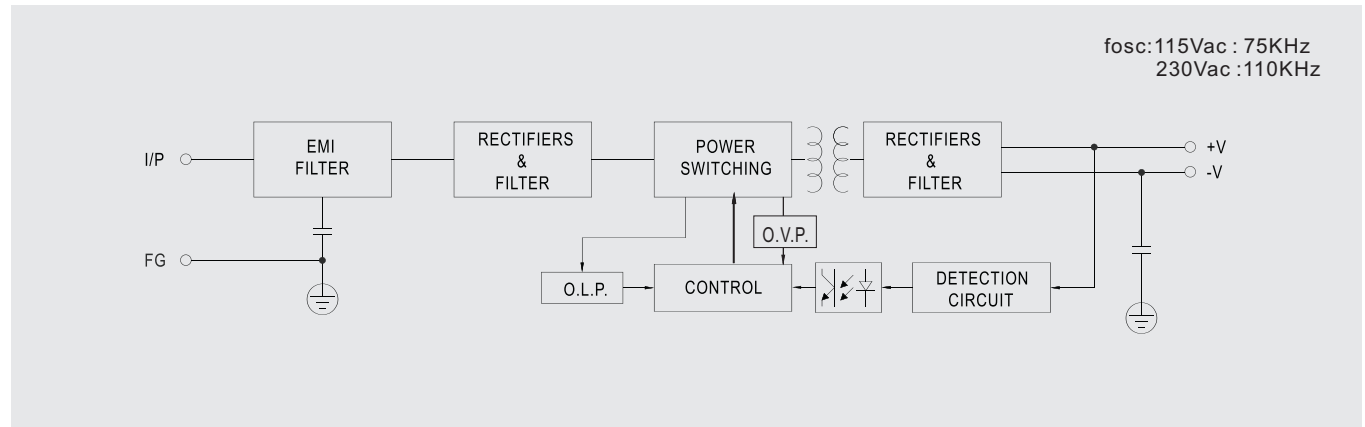 fosc:115Vac : 75KHz
230Vac :110KHz
I/P
EMI
FILTER
RECTIFIERS
&
FILTER
POWER
SWITCHING
RECTIFIERS
&
FILTER
+V
-V
FG
O.L.P.
O.V.P.
CONTROL
DETECTION
CIRCUIT